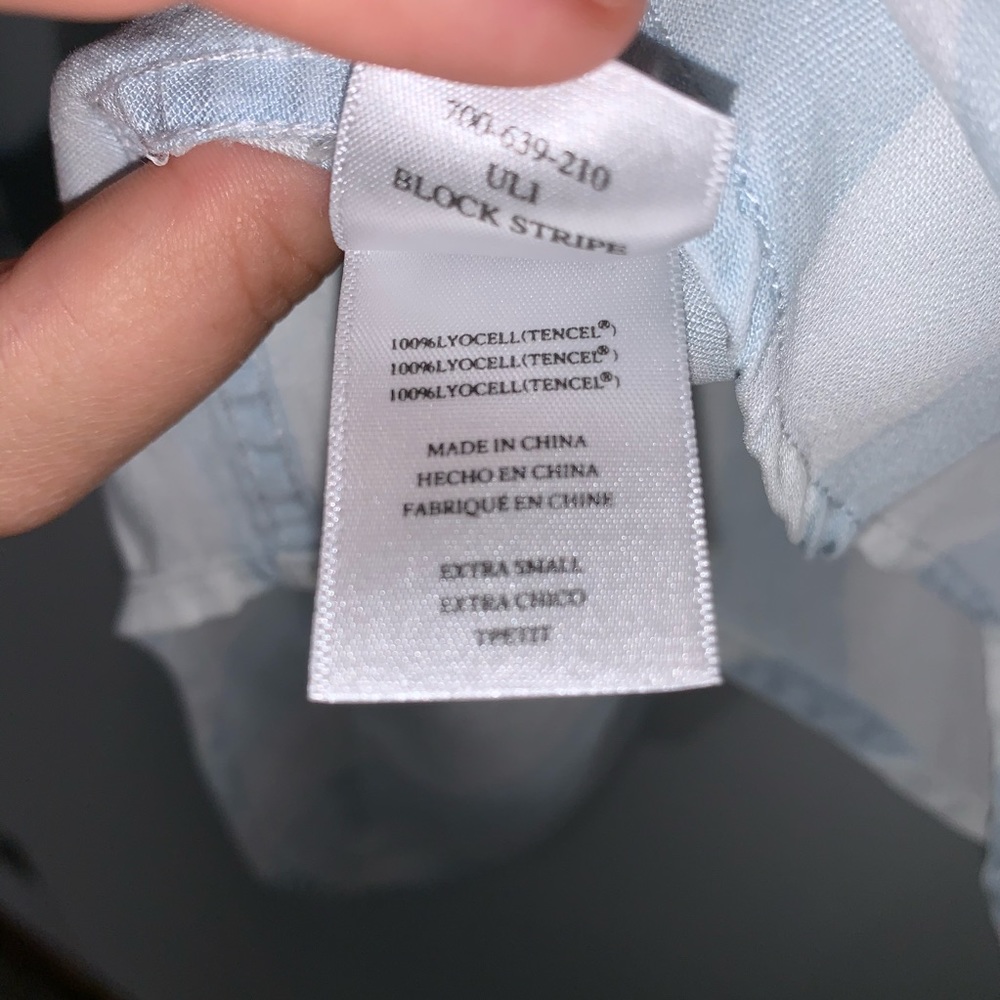 700-639-210
ULI
BLOCK STRIPE
100%LYOCELL(TENCEL®)
100%LYOCELL(TENCEL®)
100%LYOCELL(TENCEL®)
MADE IN CHINA
HECHO EN CHINA
FABRIQUÉ EN CHINE
EXTRA SMALL
EXTRA CHICO
TPETIT